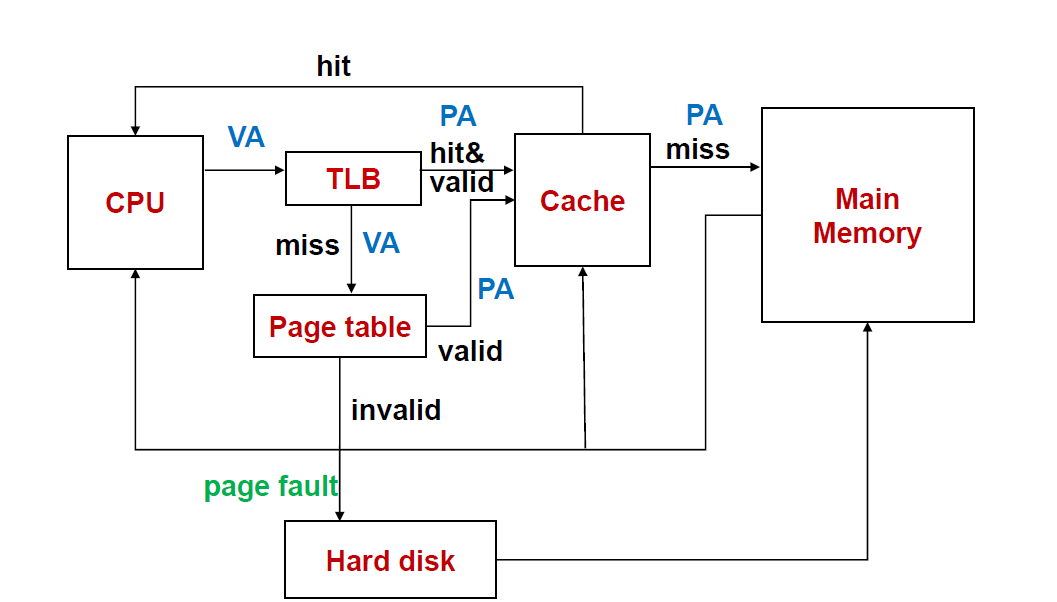 hit
VA
PA
hit&
valid
PA
miss
CPU
TLB
Cache
Main
Memory
miss
VA
PA
Page table
valid
invalid
page fault
Hard disk